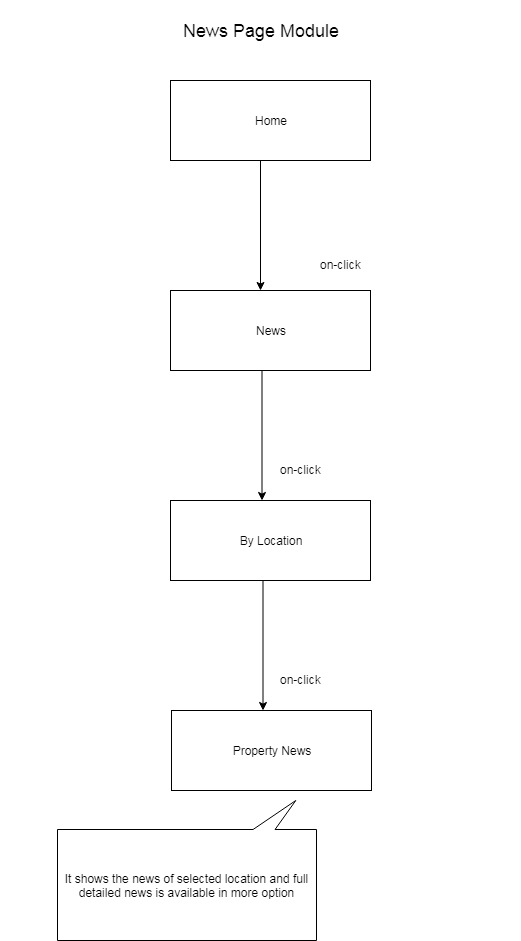 News Page Module
Home
on-click
News
on-click
By Location
on-click
Property News
It shows the news of selected location and full
detailed news is available in more option